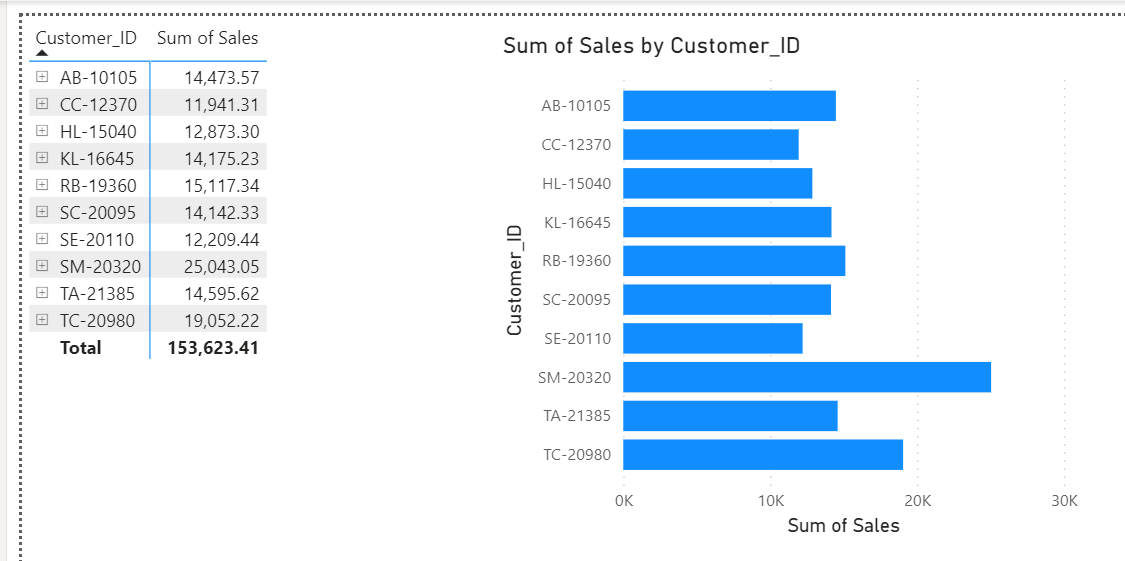 Customer_ID Sum of Sales
AB-10105 14,473.57
CC-12370 11,941.31
HL-15040 12,873.30
KL-16645 14,175.23
RB-19360 15,117.34
SC-20095 14,142.33
SE-20110 12,209.44
SM-20320 25,043.05
TA-21385 14,595.62
TC-20980 19,052.22
Total 153,623.41
Sum of Sales by Customer_ID
Customer_ID
AB-10105
CC-12370
HL-15040
KL-16645
RB-19360
SC-20095
SE-20110
SM-20320
TA-21385
TC-20980
0K 10K 20K 30K
Sum of Sales